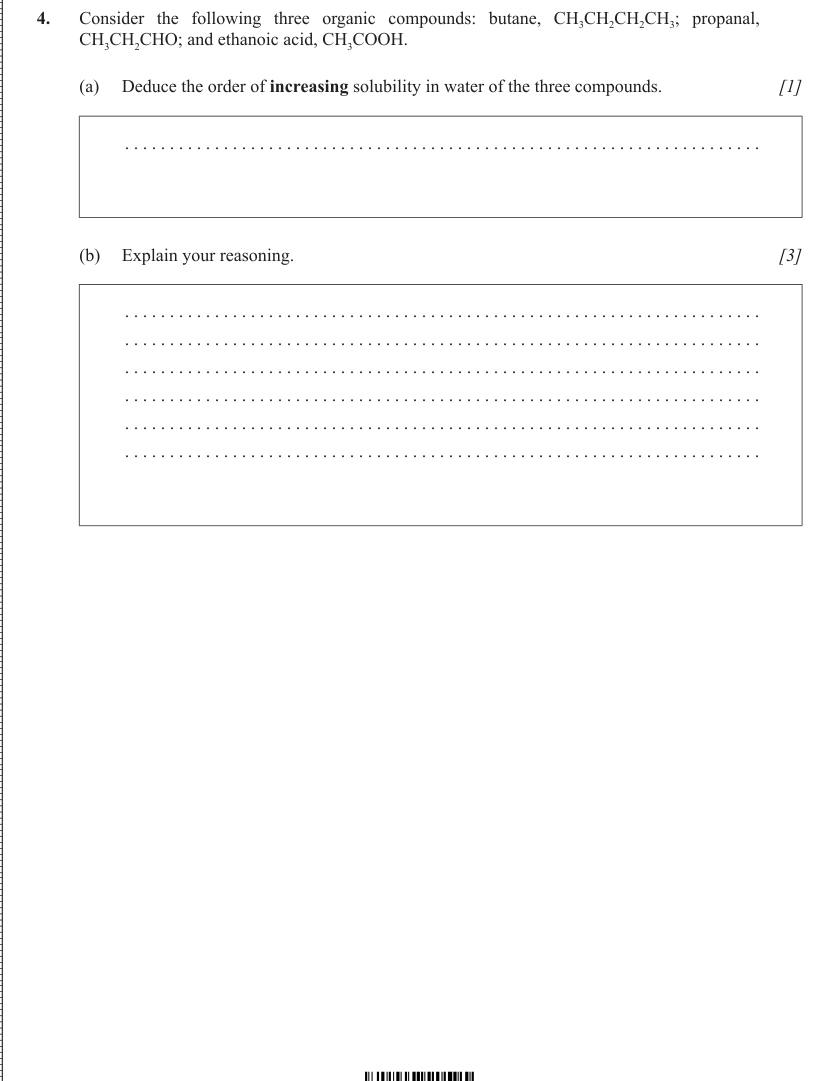 4. Consider the following three organic compounds: butane, CH₃CH₂CH₂CH₃; propanal,
CH₃CH₂CHO; and ethanoic acid, CH₃COOH.
(a) Deduce the order of increasing solubility in water of the three compounds. [1]
(b) Explain your reasoning. [3]